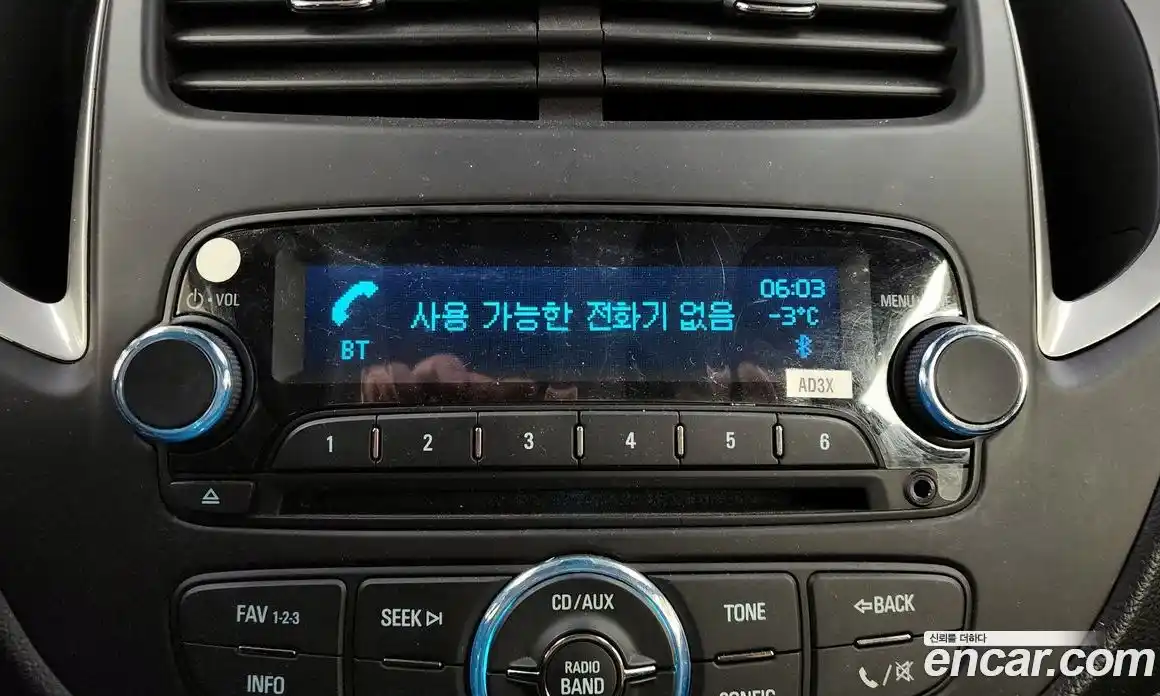 VOL
사용 가능한 전화기 없음
06:03
-3°C
BT
MENU
AD3X
1 2 3 4 5 6
FAV 1-2-3
SEEK
CD/AUX
TONE
BACK
INFO
RADIO
BAND
CONFIG
신뢰를 더하다
encar.com